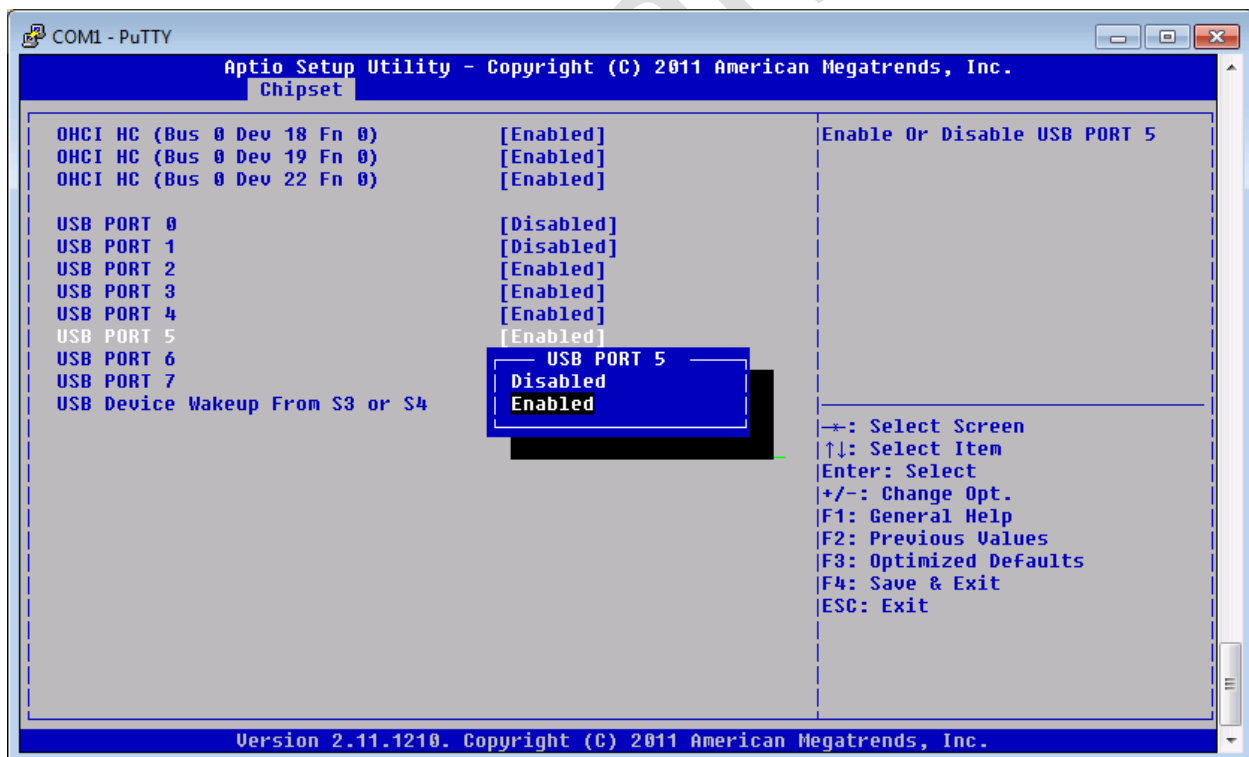 COM1 - PuTTY
Aptio Setup Utility – Copyright (C) 2011 American Megatrends, Inc.
Chipset
OHCI HC (Bus 0 Dev 18 Fn 0) [Enabled] Enable Or Disable USB PORT 5
OHCI HC (Bus 0 Dev 19 Fn 0) [Enabled]
OHCI HC (Bus 0 Dev 22 Fn 0) [Enabled]
USB PORT 0 [Disabled]
USB PORT 1 [Disabled]
USB PORT 2 [Enabled]
USB PORT 3 [Enabled]
USB PORT 4 [Enabled]
USB PORT 5 [Enabled]
USB PORT 6 USB PORT 5
USB PORT 7 Disabled
USB Device Wakeup From S3 or S4 Enabled
→←: Select Screen
↑↓: Select Item
Enter: Select
+/-: Change Opt.
F1: General Help
F2: Previous Values
F3: Optimized Defaults
F4: Save & Exit
ESC: Exit
Version 2.11.1210. Copyright (C) 2011 American Megatrends, Inc.